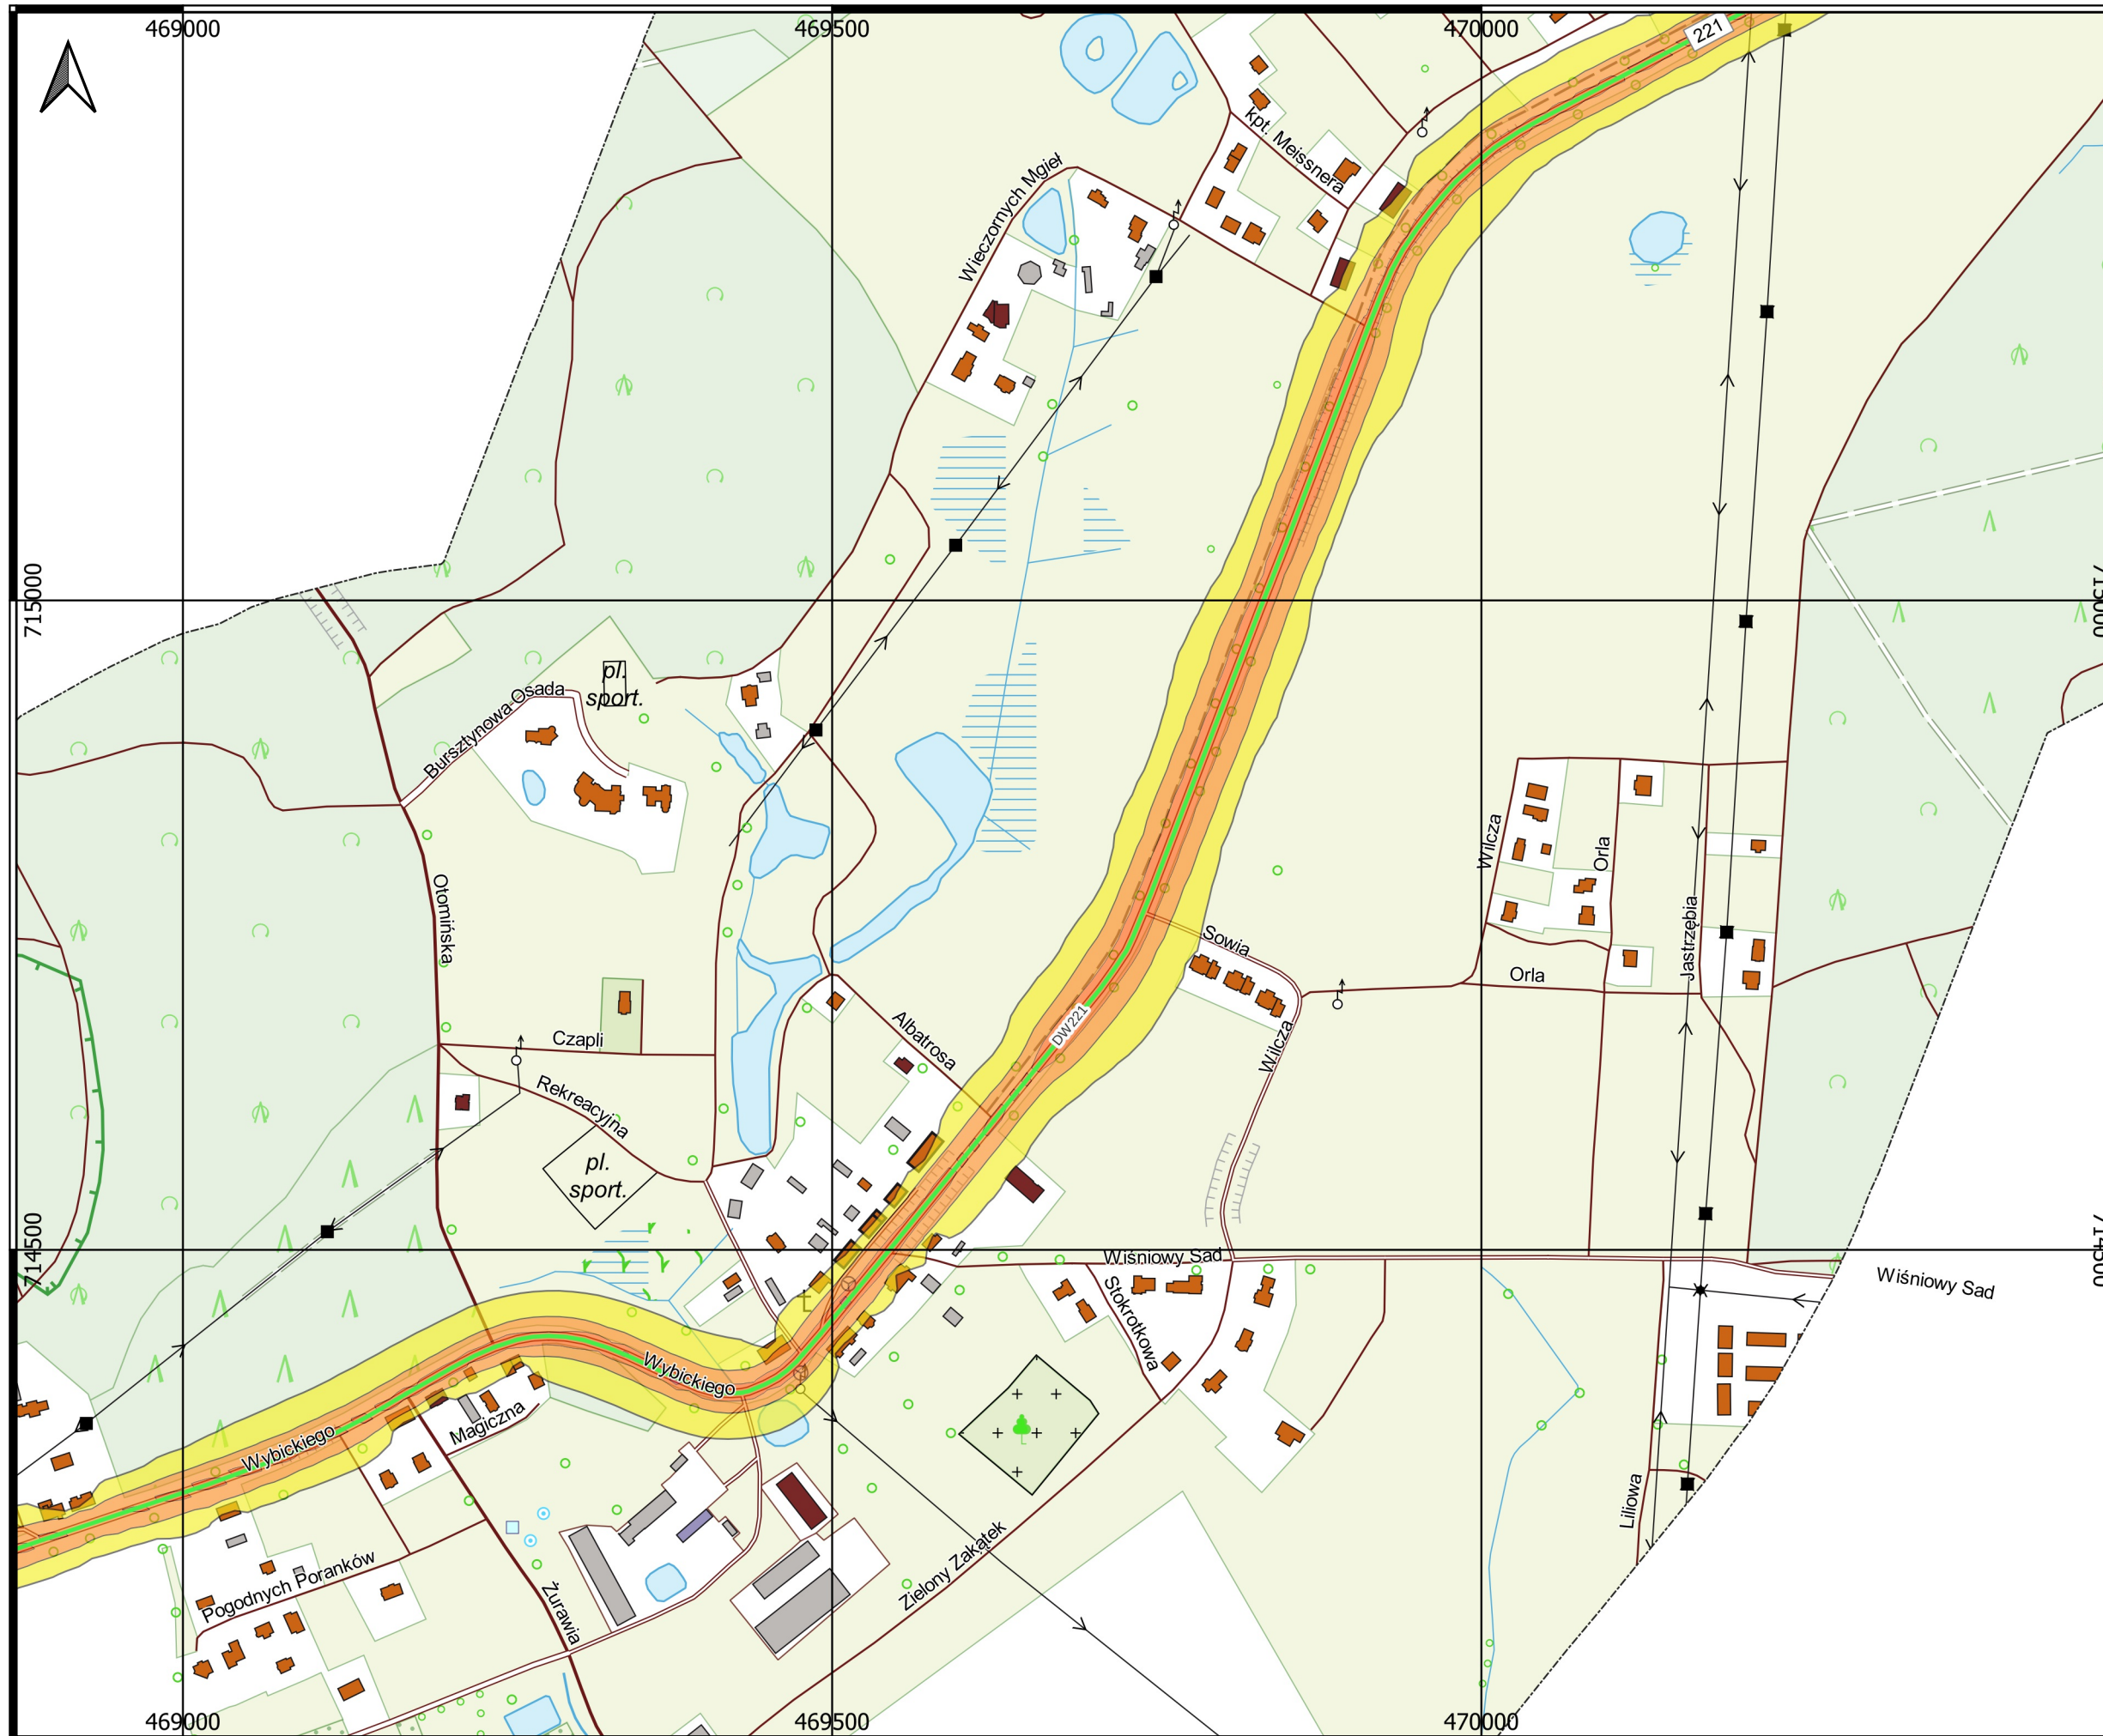 469000
469500
470000
221
kpt. Meissnera
Wieczornych Mgieł
715000
715000
pl.
sport.
Bursztynowa Osada
Wilcza
Orla
Otomińska
Jastrzębia
Sowia
Orla
Albatrosa
DW221
Czapli
Wilcza
Rekreacyjna
pl.
sport.
714500
714500
Wiśniowy Sad
Wiśniowy Sad
Stokrotkowa
Wybickiego
Wybickiego
Magiczna
Liliowa
Zielony Zakątek
Pogodnych Poranków
Żurawia
469000
469500
470000